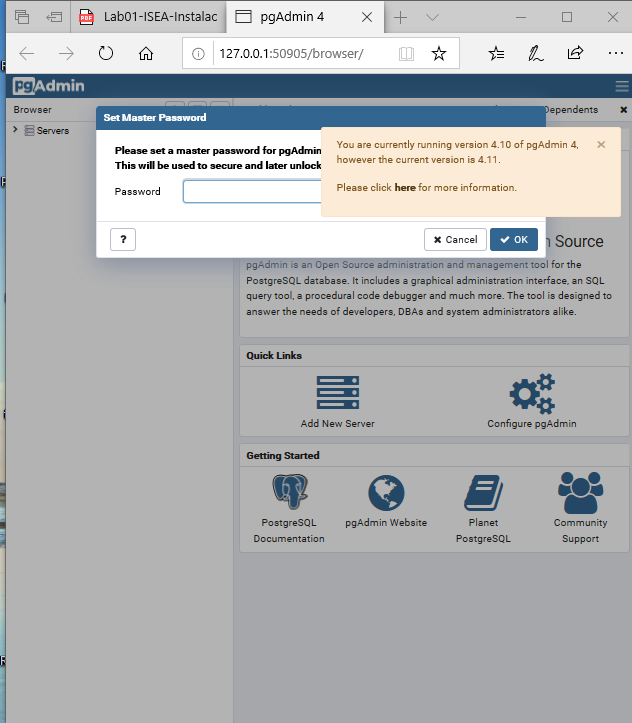 PDF Lab01-ISEA-Instalac
pgAdmin 4
127.0.0.1:50905/browser/
pgAdmin
Browser
Dependents
Servers
Set Master Password
Please set a master password for pgAdmin
This will be used to secure and later unlock
Password
You are currently running version 4.10 of pgAdmin 4,
however the current version is 4.11.
Please click here for more information.
?
Cancel
OK
Source
pgAdmin is an Open Source administration and management tool for the
PostgreSQL database. It includes a graphical administration interface, an SQL
query tool, a procedural code debugger and much more. The tool is designed to
answer the needs of developers, DBAs and system administrators alike.
Quick Links
Add New Server
Configure pgAdmin
Getting Started
PostgreSQL
Documentation
pgAdmin Website
Planet
PostgreSQL
Community
Support